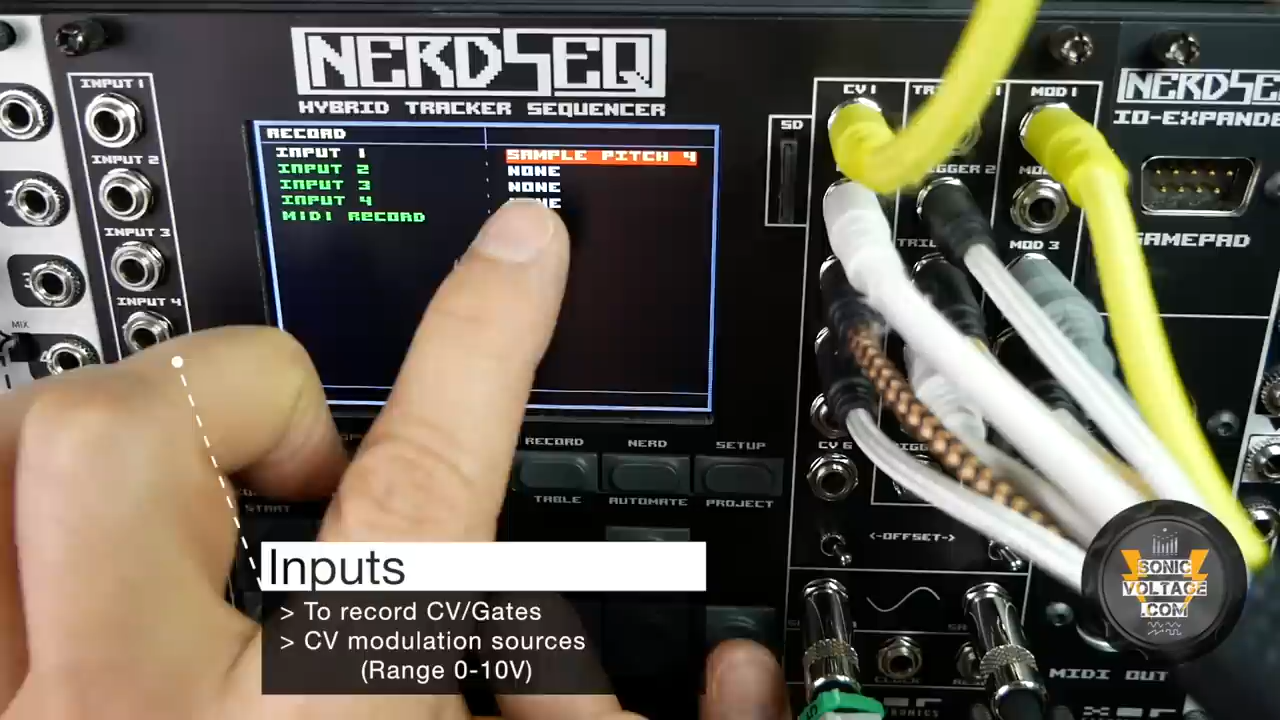 NERDSEQ
HYBRID TRACKER SEQUENCER
INPUT 1
INPUT 2
INPUT 3
INPUT 4
MIX
RECORD
INPUT 1 SAMPLE PITCH 4
INPUT 2 NONE
INPUT 3 NONE
INPUT 4
MIDI RECORD
SD
CV 1
MOD 1
MOD 3
CV 6
NERDSEQ
IO-EXPANDE
GAMEPAD
RECORD
NERD
SETUP
TABLE
AUTOMATE
PROJECT
START
<-OFFSET->
CLOCK
MIDI OUT
Inputs
> To record CV/Gates
> CV modulation sources
(Range 0-10V)
SONIC
VOLTAGE
.COM